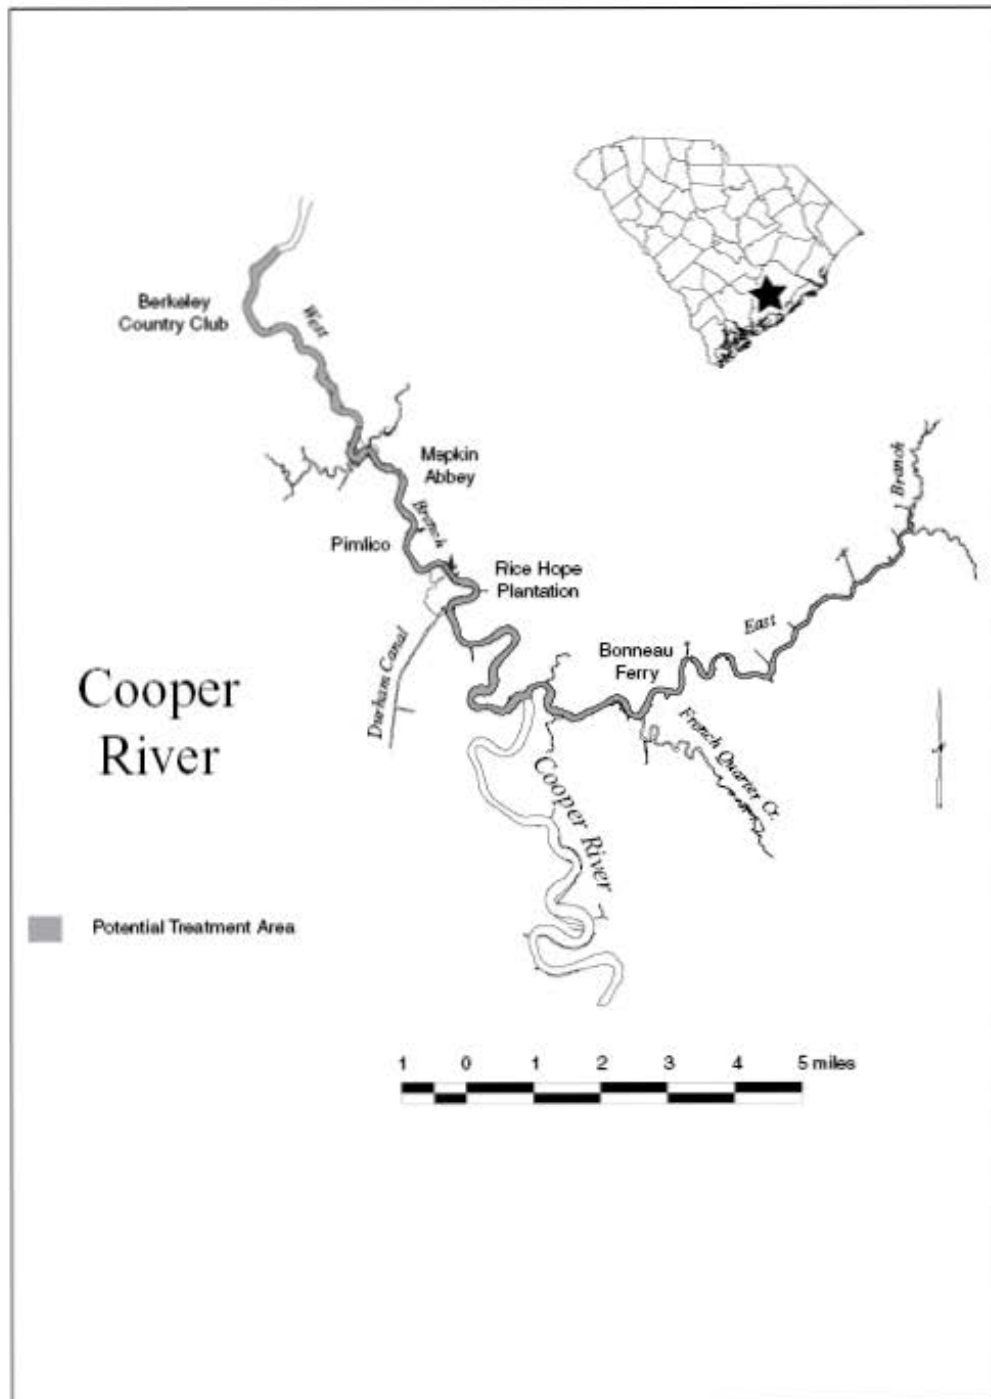 Berkeley
Country Club
West
Mepkin
Abbey
Branch
Branch
Pimlico
Rice Hope
Plantation
East
Bonneau
Ferry
Durham Canal
Cooper
River
French Quarter Cr.
Cooper River
Potential Treatment Area
1 0 1 2 3 4 5 miles